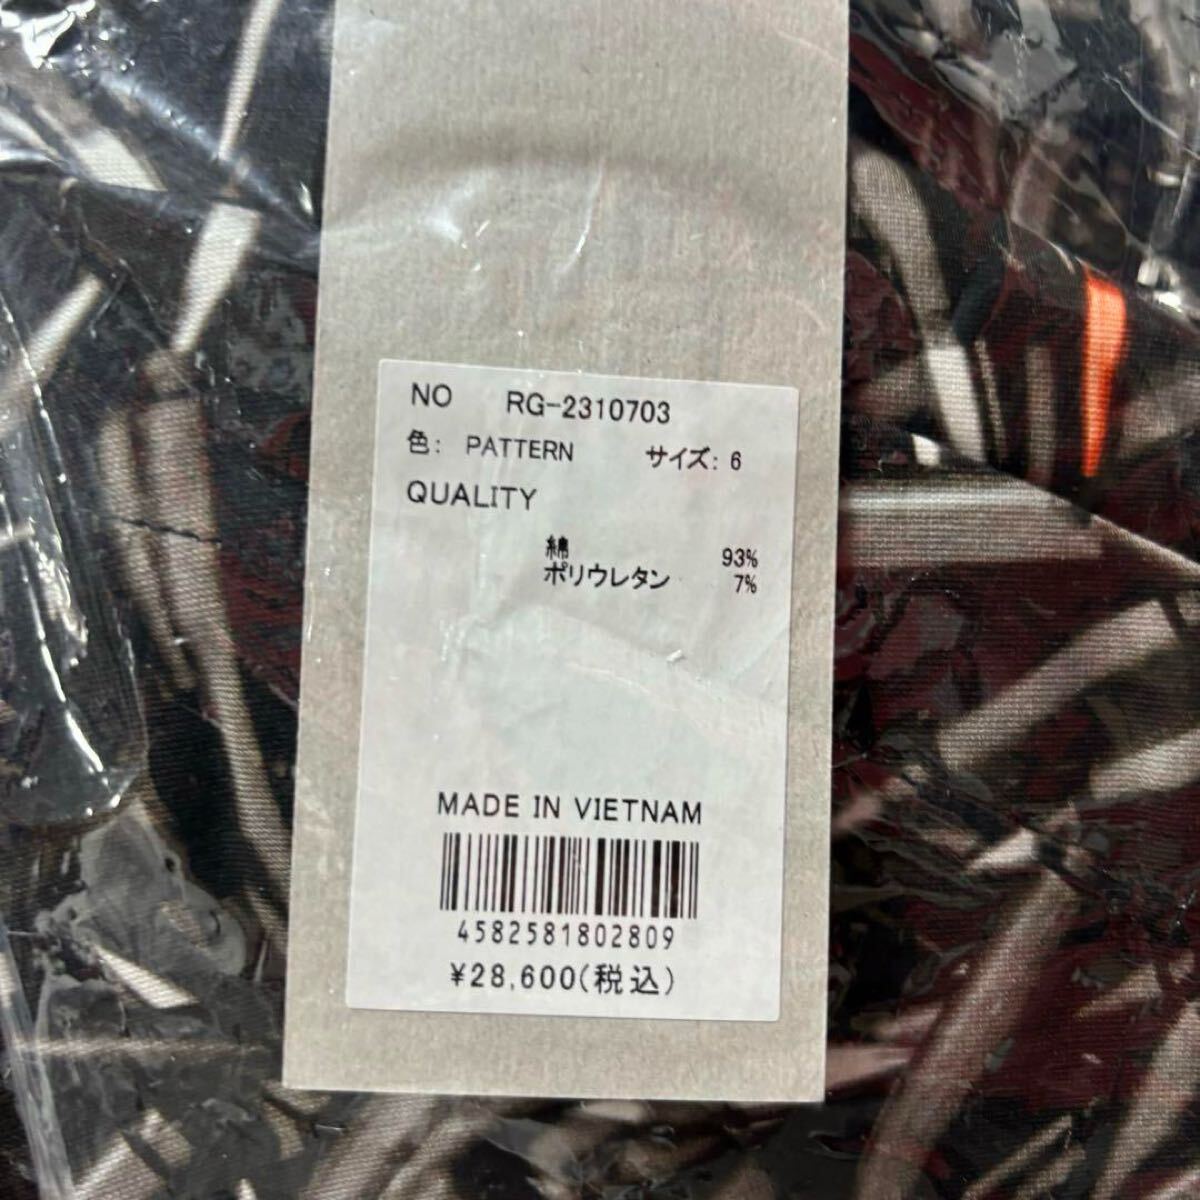 NO RG-2310703
色: PATTERN サイズ: 6
QUALITY
綿 93%
ポリウレタン 7%
MADE IN VIETNAM
4582581802809
¥28,600(税込)